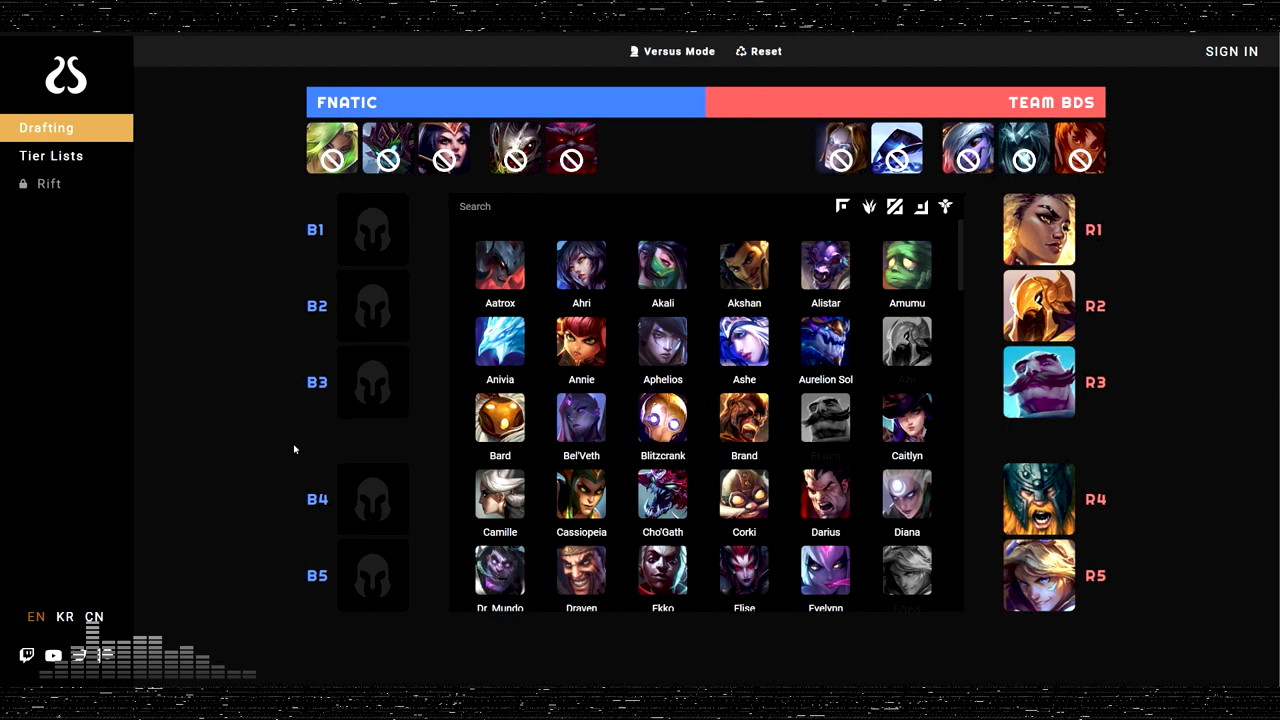 Versus Mode Reset SIGN IN
FNATIC TEAM BDS
Drafting
Tier Lists
Rift
Search
B1 R1
Aatrox Ahri Akali Akshan Alistar Amumu
B2 R2
Anivia Annie Aphelios Ashe Aurelion Sol Azir
B3 R3
Bard Bel'Veth Blitzcrank Brand Braum Caitlyn
B4 R4
Camille Cassiopeia Cho'Gath Corki Darius Diana
B5 R5
Dr. Mundo Draven Ekko Elise Evelynn Ezreal
EN KR CN